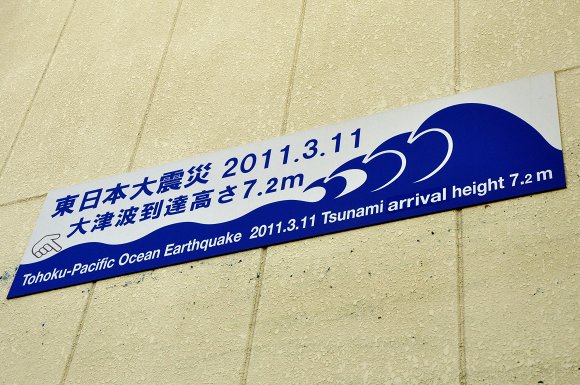 東日本大震災 2011.3.11
大津波到達高さ7.2m
Tohoku-Pacific Ocean Earthquake 2011.3.11 Tsunami arrival height 7.2 m